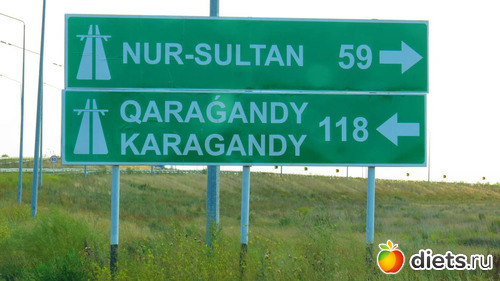 NUR-SULTAN 59
QARAǴANDY
KARAGANDY 118
diets.ru